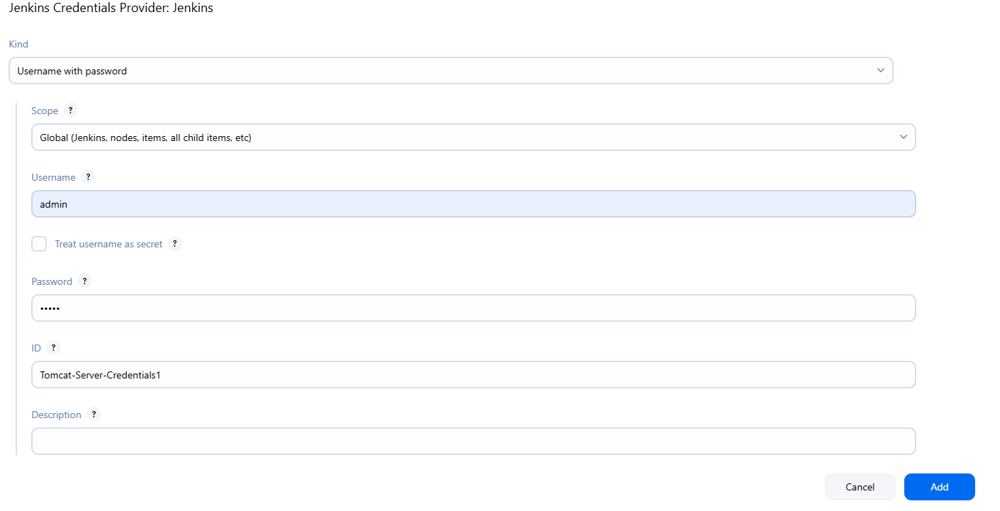 Jenkins Credentials Provider: Jenkins
Kind
Username with password
Scope ?
Global (Jenkins, nodes, items, all child items, etc)
Username ?
admin
Treat username as secret ?
Password ?
•••••
ID ?
Tomcat-Server-Credentials1
Description ?
Cancel Add